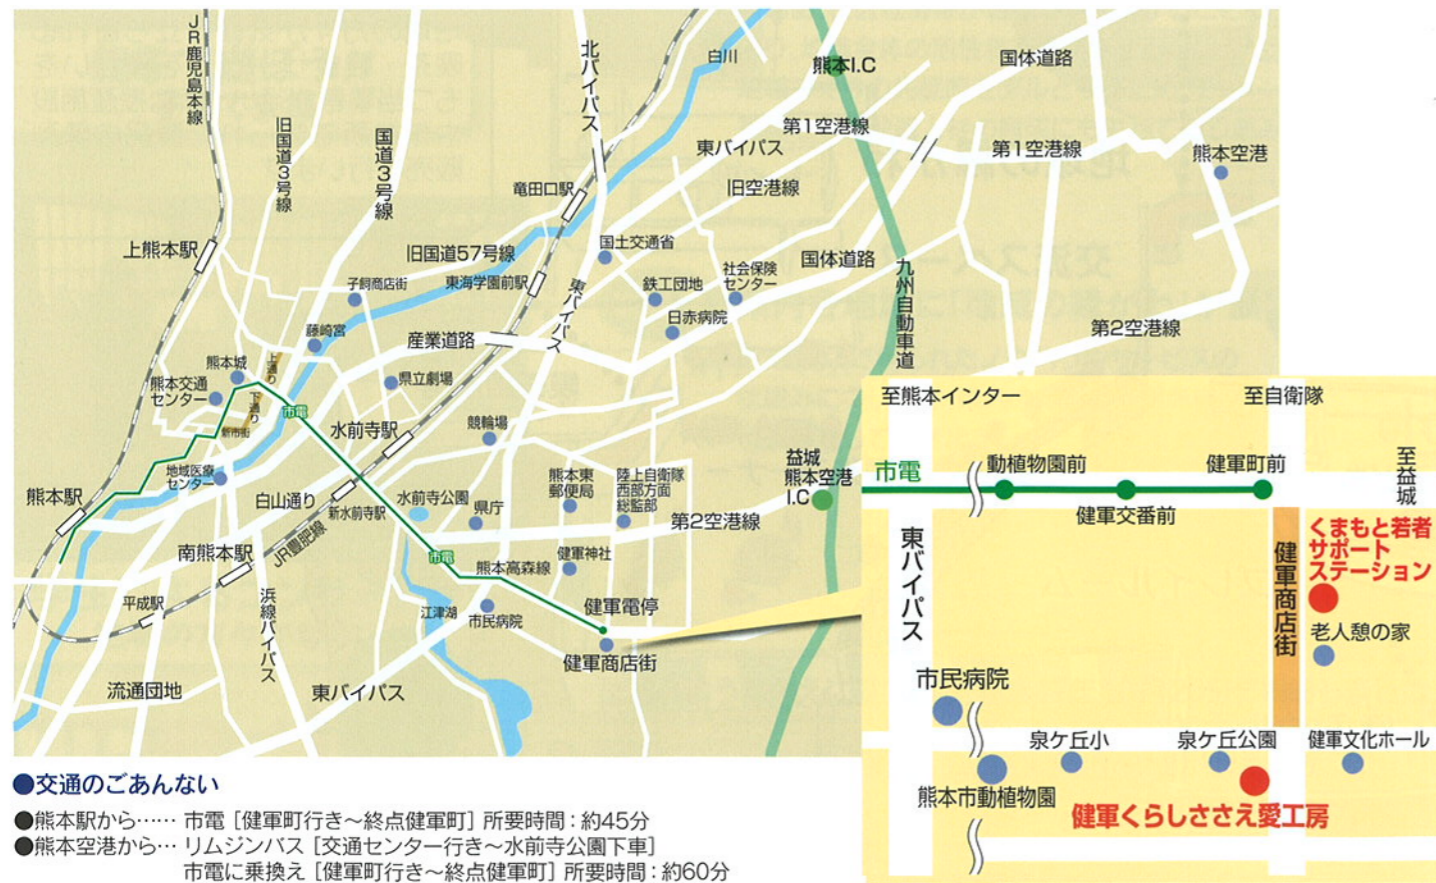 JR鹿児島本線
旧国道3号線
国道3号線
北バイパス
白川
熊本I.C
国体道路
第1空港線
東バイパス
第1空港線
熊本空港
旧空港線
竜田口駅
上熊本駅
旧国道57号線
国土交通省
国体道路
九州自動車道
子飼商店街
東海学園前駅
東バイパス
鉄工団地
社会保険
センター
日赤病院
第2空港線
藤崎宮
産業道路
熊本城
上通り
県立劇場
熊本交通
センター
下通り
市電
新市街
水前寺駅
競輪場
地域医療
センター
熊本駅
白山通り
新水前寺駅
水前寺公園
県庁
熊本東
郵便局
陸上自衛隊
西部方面
総監部
益城
熊本空港
I.C
第2空港線
南熊本駅
JR豊肥線
市電
熊本高森線
健軍神社
平成駅
浜線バイパス
江津湖
市民病院
健軍電停
健軍商店街
流通団地
東バイパス
至熊本インター
至自衛隊
市電
動植物園前
健軍町前
至益城
健軍交番前
東バイパス
健軍商店街
くまもと若者
サポート
ステーション
老人憩の家
市民病院
泉ケ丘小
泉ケ丘公園
健軍文化ホール
熊本市動植物園
健軍くらしささえ愛工房
●交通のごあんない
●熊本駅から…… 市電［健軍町行き～終点健軍町］所要時間：約45分
●熊本空港から… リムジンバス［交通センター行き～水前寺公園下車］
市電に乗換え［健軍町行き～終点健軍町］所要時間：約60分